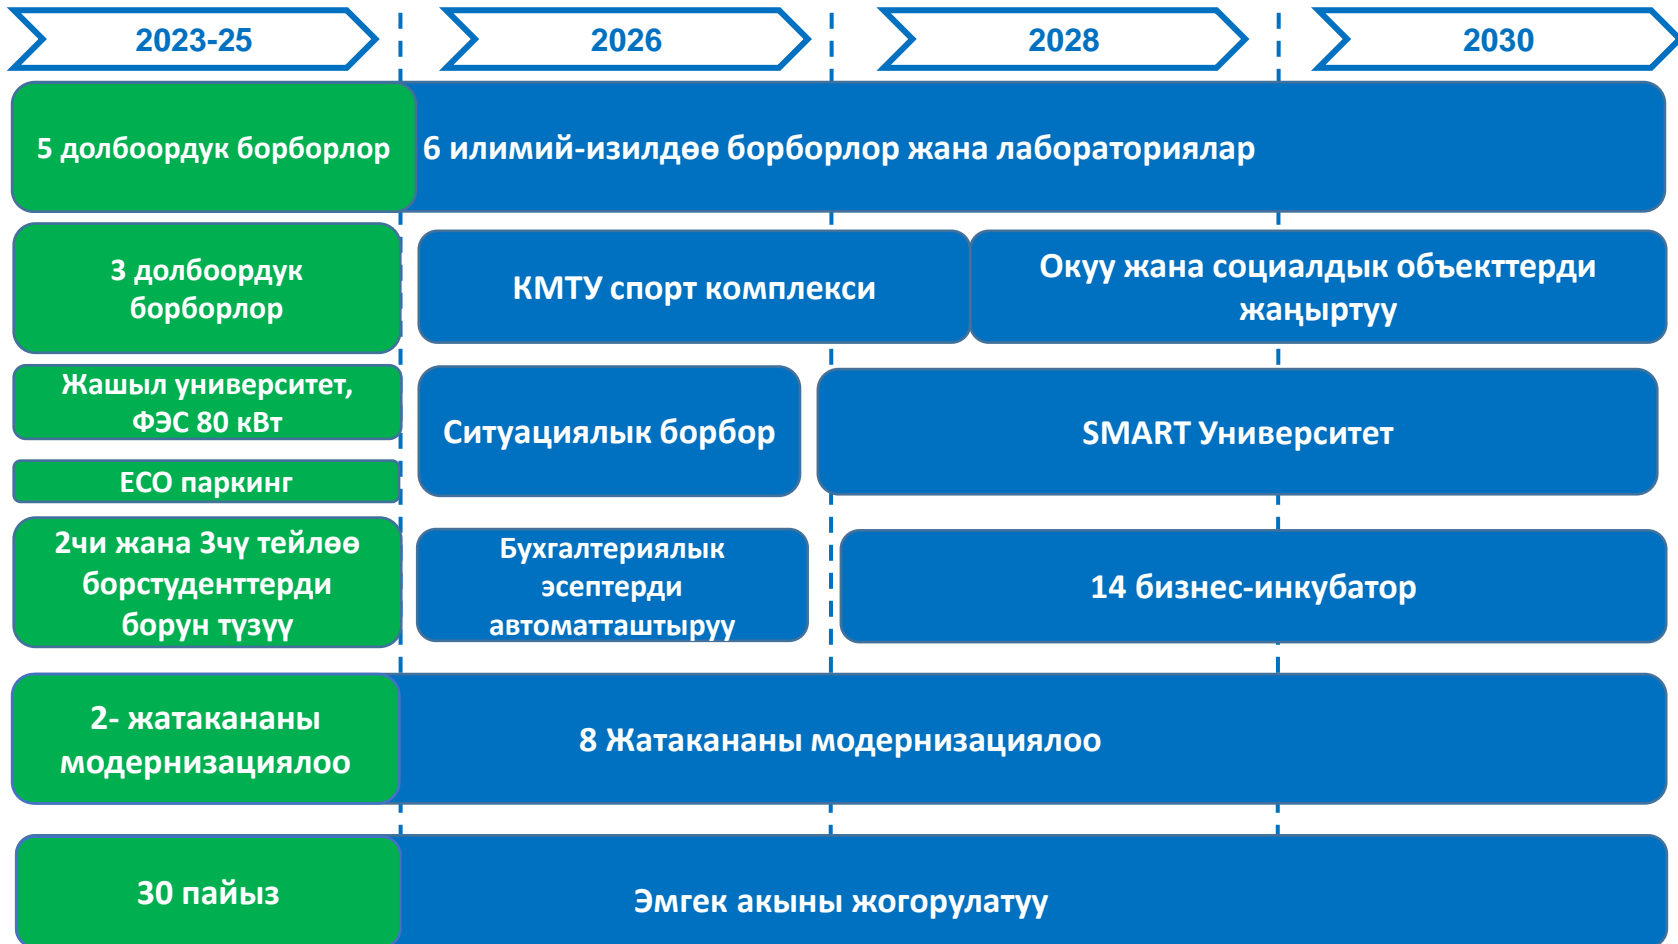 2023-25
2026
2028
2030
5 долбоордук борборлор
6 илимий-изилдөө борборлор жана лабораториялар
3 долбоордук
борборлор
КМТУ спорт комплекси
Окуу жана социалдык объекттерди
жаңыртуу
Жашыл университет,
ФЭС 80 кВт
ЕСО паркинг
Ситуациялык борбор
SMART Университет
2чи жана 3чү тейлөө
борстуденттерди
борун түзүү
Бухгалтериялык
эсептерди
автоматташтыруу
14 бизнес-инкубатор
2- жатакананы
модернизациялоо
8 Жатакананы модернизациялоо
30 пайыз
Эмгек акыны жогорулатуу